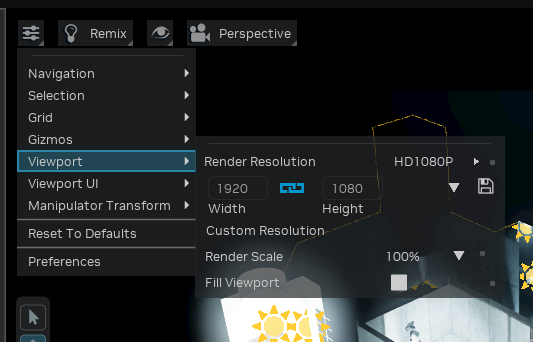 Remix
Perspective
Navigation
Selection
Grid
Gizmos
Viewport
Viewport UI
Manipulator Transform
Reset To Defaults
Preferences
Render Resolution HD1080P
1920 1080
Width Height
Custom Resolution
Render Scale 100%
Fill Viewport